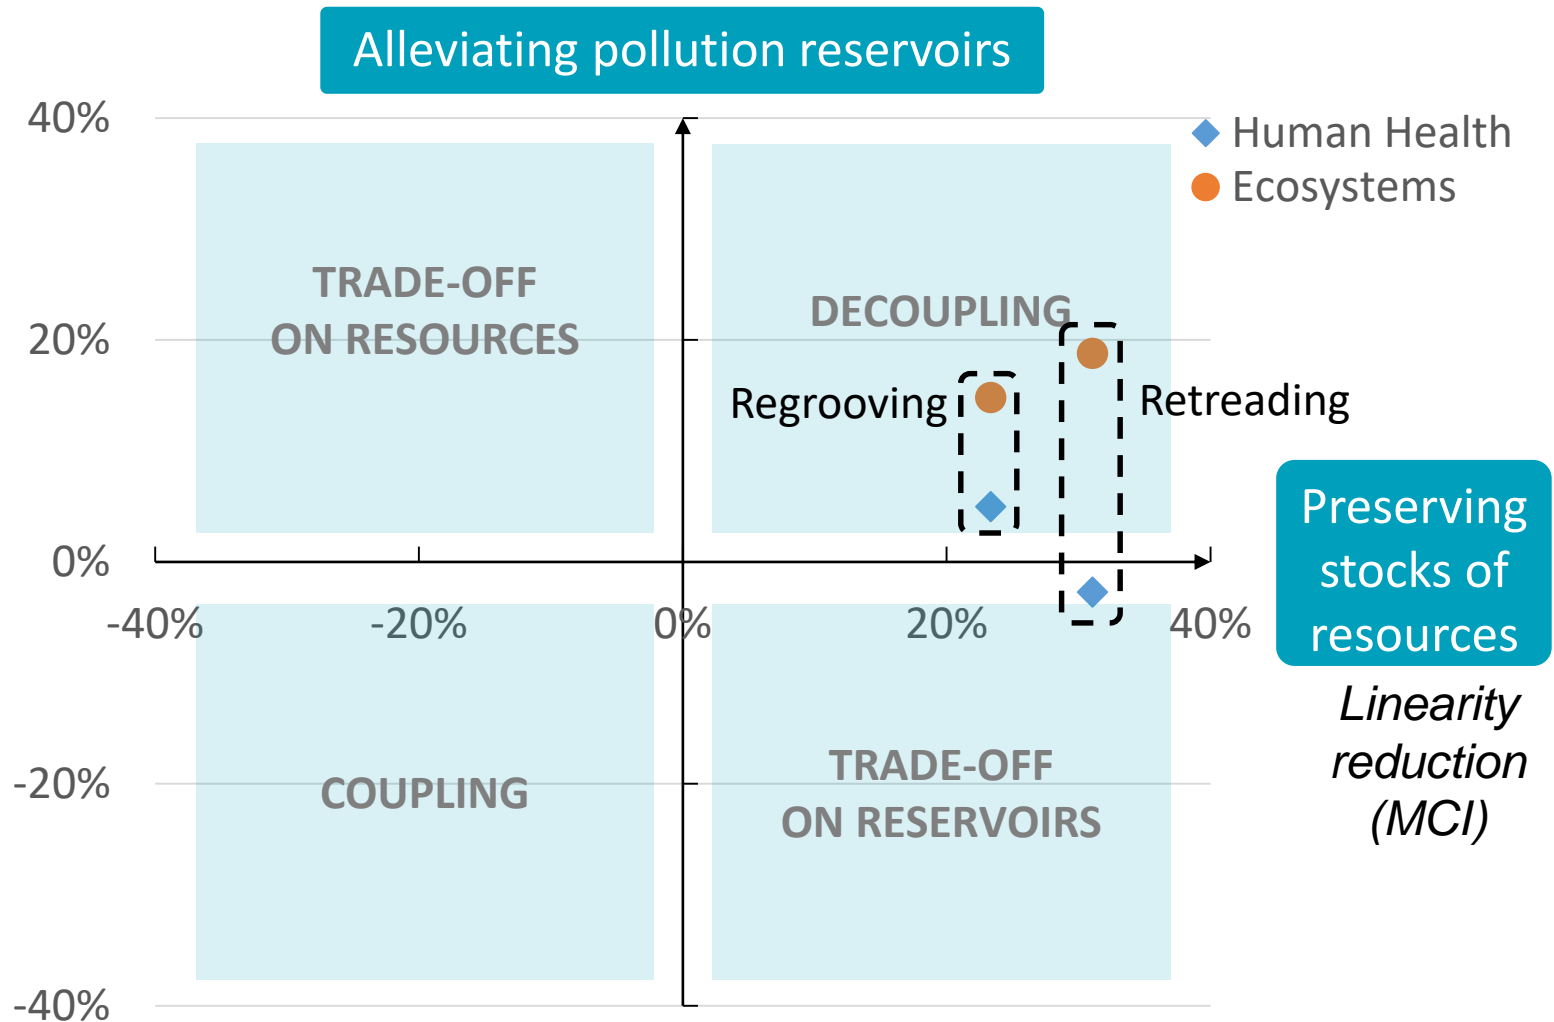 Alleviating pollution reservoirs
40%
Human Health
Ecosystems
TRADE-OFF
ON RESOURCES
DECOUPLING
20%
Regrooving
Retreading
Preserving
stocks of
resources
0%
-40%
-20%
0%
20%
40%
Linearity
reduction
(MCI)
-20%
COUPLING
TRADE-OFF
ON RESERVOIRS
-40%